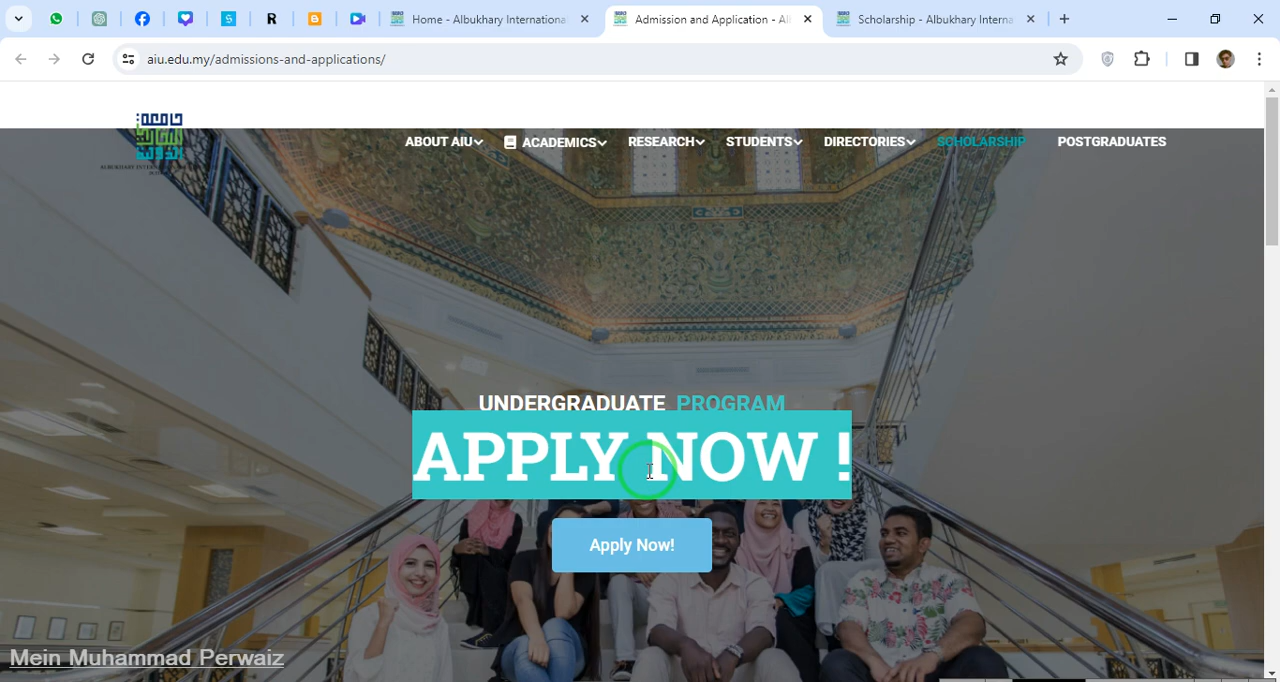 Home - Albukhary Internationa
Admission and Application - Al
Scholarship - Albukhary Interna
aiu.edu.my/admissions-and-applications/
ABOUT AIU
ACADEMICS
RESEARCH
STUDENTS
DIRECTORIES
SCHOLARSHIP
POSTGRADUATES
UNDERGRADUATE PROGRAM
APPLY NOW !
Apply Now!
Mein Muhammad Perwaiz